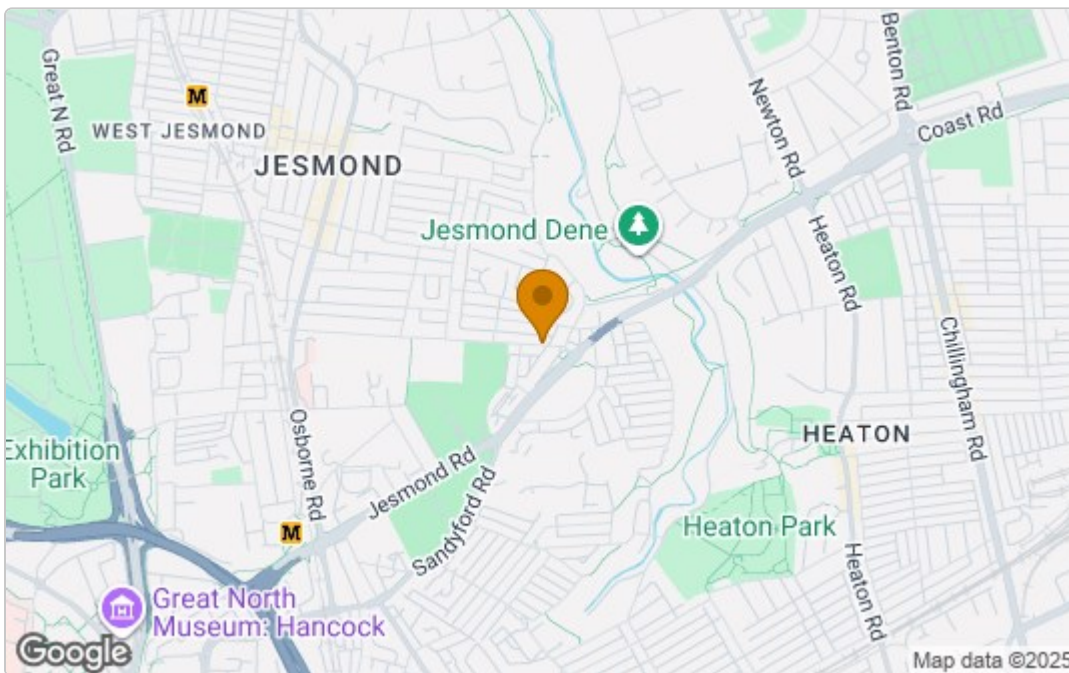 Great N Rd
M
WEST JESMOND
JESMOND
Benton Rd
Newton Rd
Coast Rd
Jesmond Dene
Heaton Rd
Chillingham Rd
Osborne Rd
Exhibition
Park
Jesmond Rd
Sandyford Rd
HEATON
M
Heaton Park
Heaton Rd
Great North
Museum: Hancock
Google
Map data ©2025